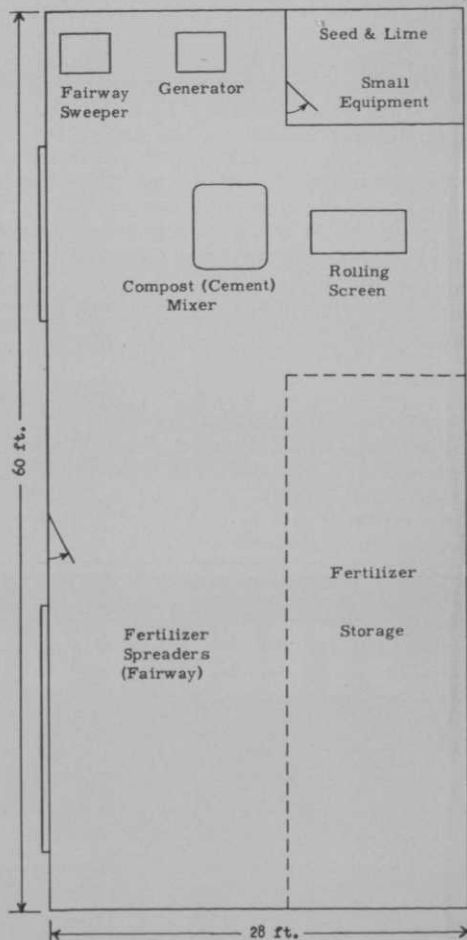 Seed & Lime
Small
Equipment
Fairway
Sweeper
Generator
Compost (Cement)
Mixer
Rolling
Screen
60 ft.
Fertilizer
Storage
Fertilizer
Spreaders
(Fairway)
28 ft.